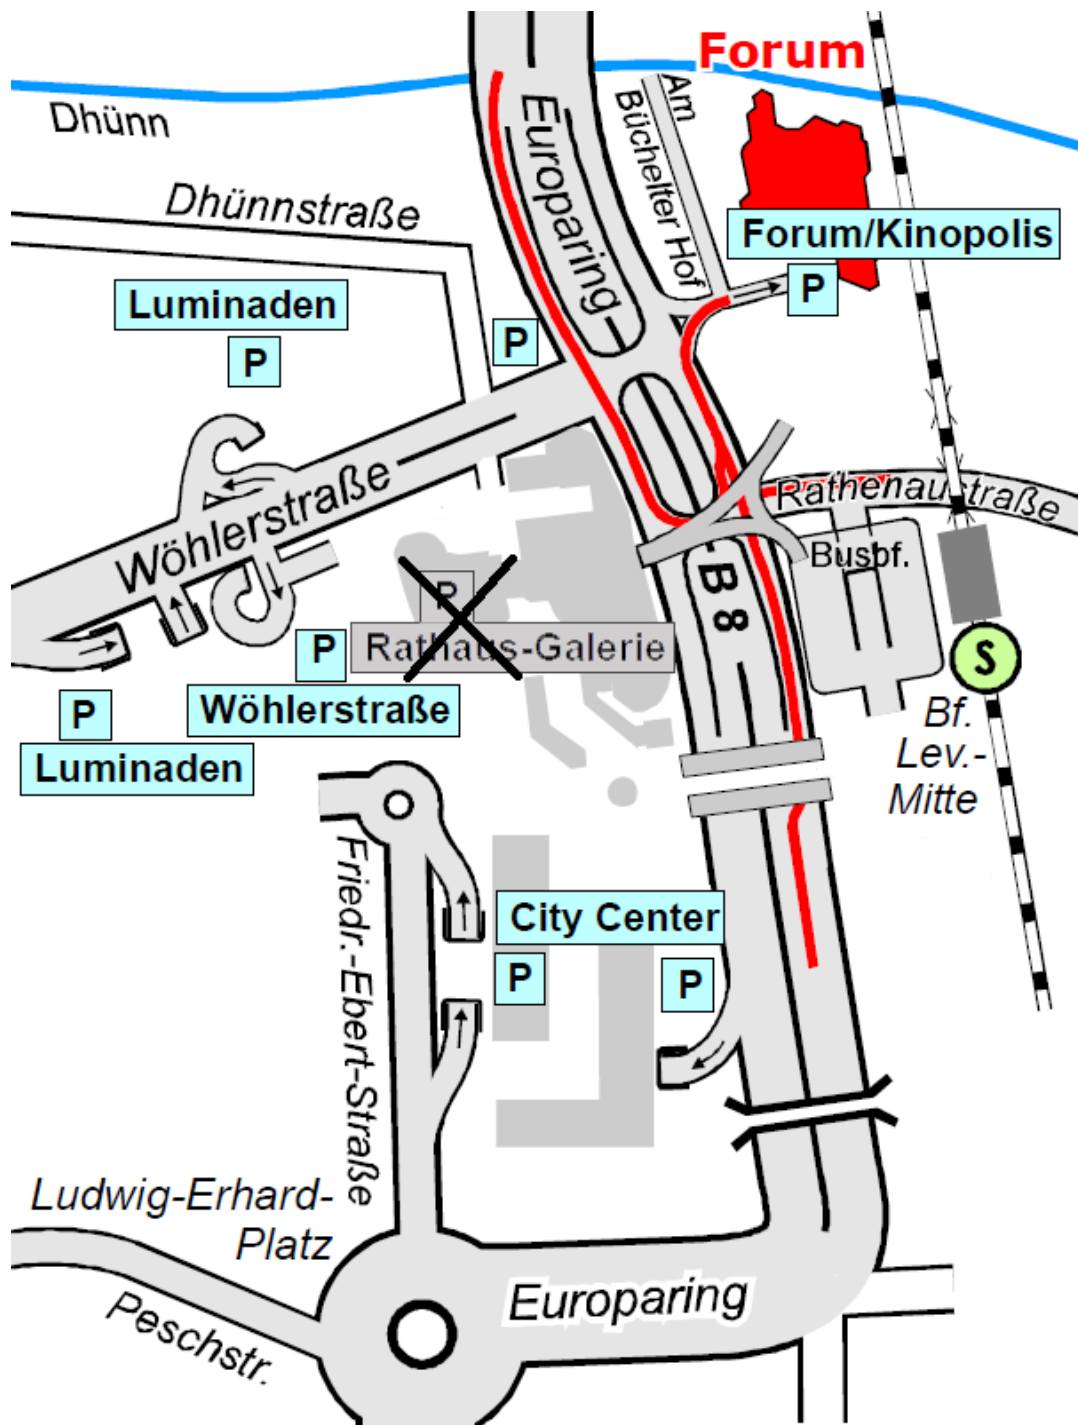 Forum
Dhünn
Europaring
Am
Büchelter Hof
Dhünnstraße
Forum/Kinopolis
P
Luminaden
P
P
Wöhlerstraße
Rathenaustraße
Busbf.
B 8
P
Rathaus-Galerie
P
Wöhlerstraße
P
Luminaden
S
Bf.
Lev.-
Mitte
Friedr.-Ebert-Straße
City Center
P
P
Ludwig-Erhard-
Platz
Europaring
Peschstr.